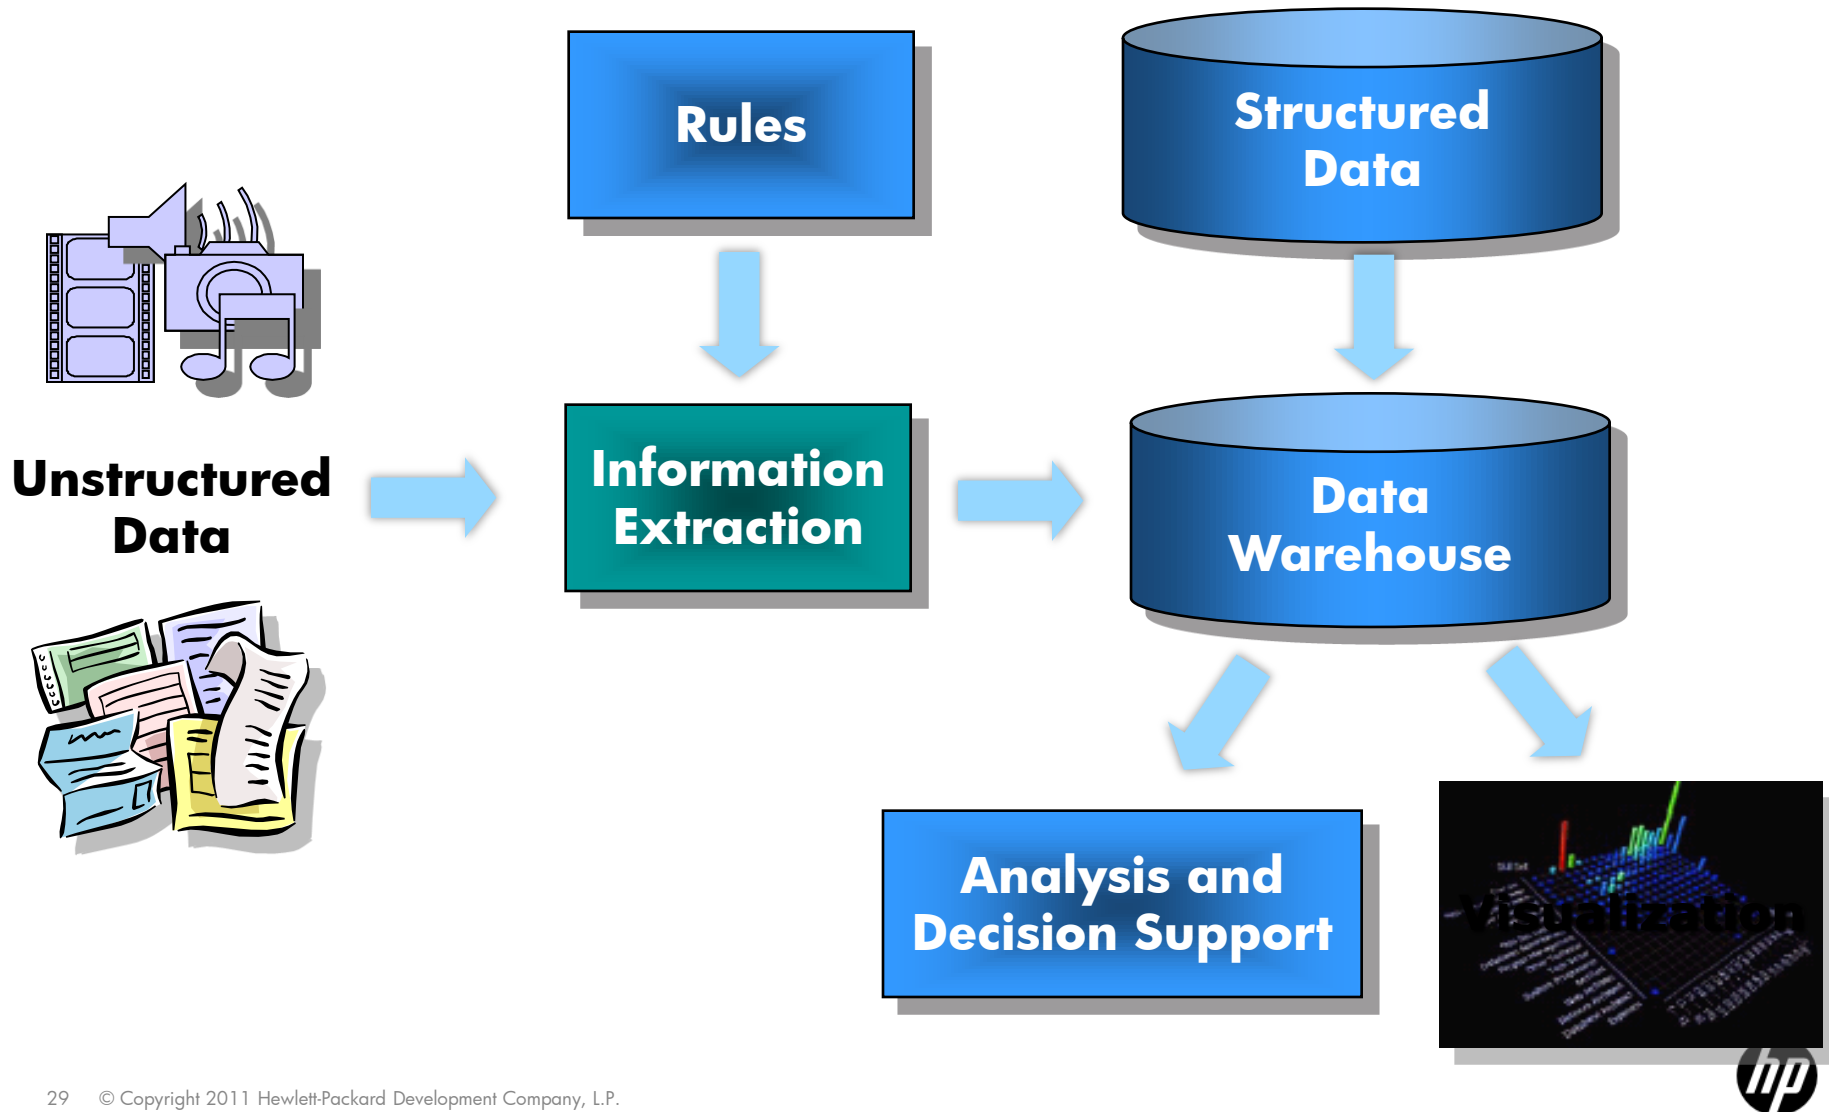 Rules
Structured
Data
Unstructured
Data
Information
Extraction
Data
Warehouse
Analysis and
Decision Support
Visualization
29 © Copyright 2011 Hewlett-Packard Development Company, L.P.
hp